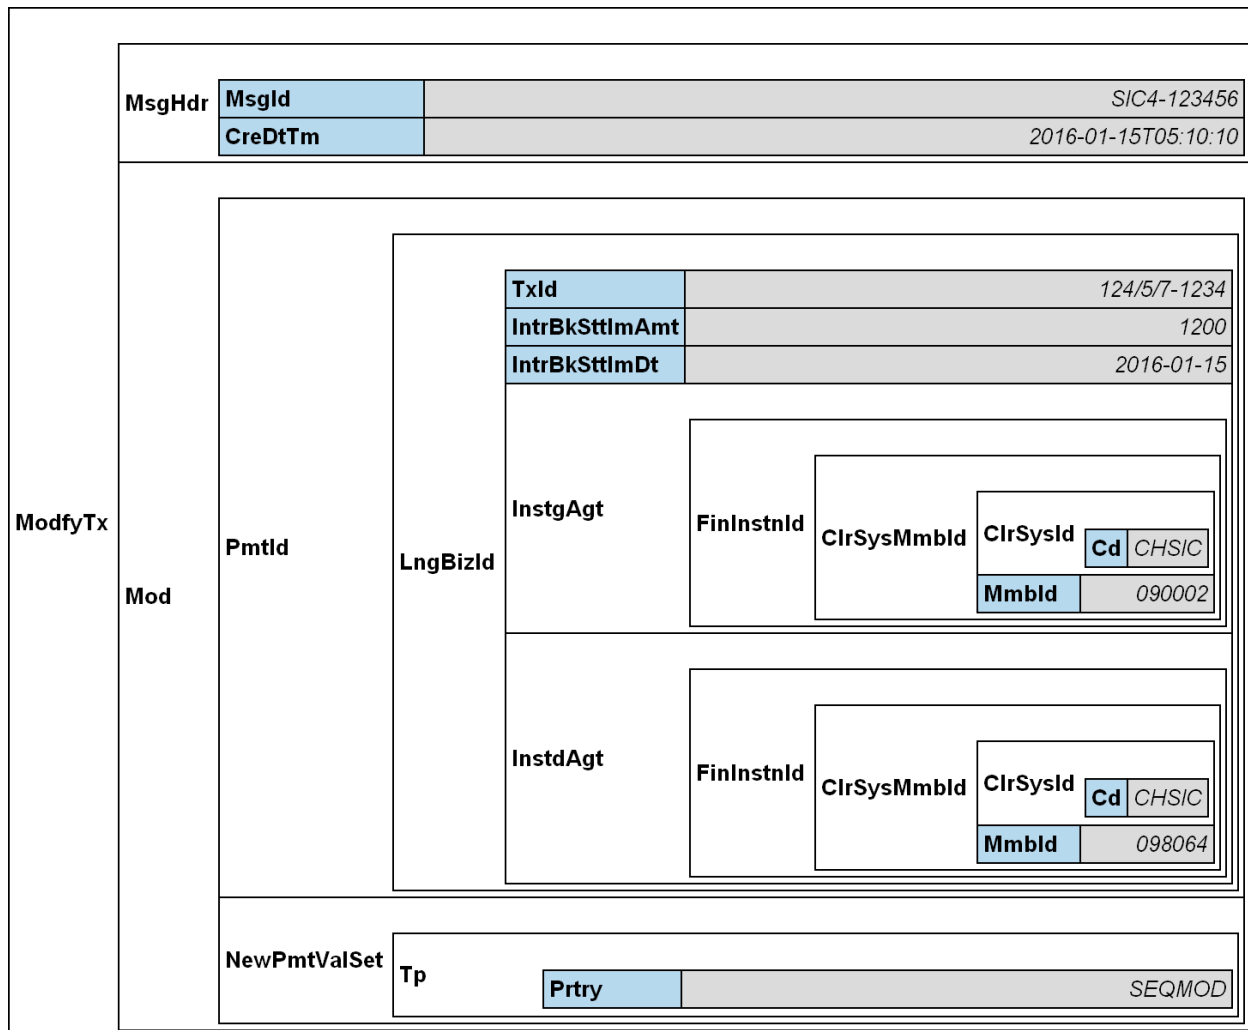 MsgHdr
MsgId SIC4-123456
CreDtTm 2016-01-15T05:10:10
ModfyTx
Mod
PmtId
LngBizId
TxId 124/5/7-1234
IntrBkSttlmAmt 1200
IntrBkSttlmDt 2016-01-15
InstgAgt
FinInstnId
ClrSysMmbId
ClrSysId
Cd CHSIC
MmbId 090002
InstdAgt
FinInstnId
ClrSysMmbId
ClrSysId
Cd CHSIC
MmbId 098064
NewPmtValSet
Tp
Prtry SEQMOD